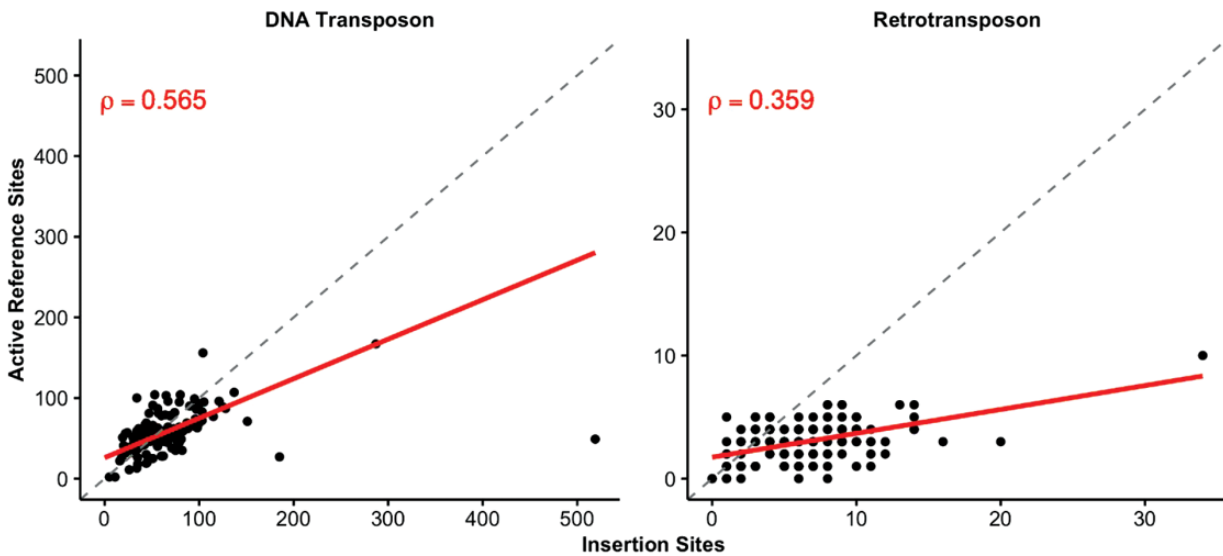 DNA Transposon
Retrotransposon
ρ = 0.565
ρ = 0.359
Active Reference Sites
500
400
300
200
100
0
30
20
10
0
0 100 200 300 400 500
0 10 20 30
Insertion Sites